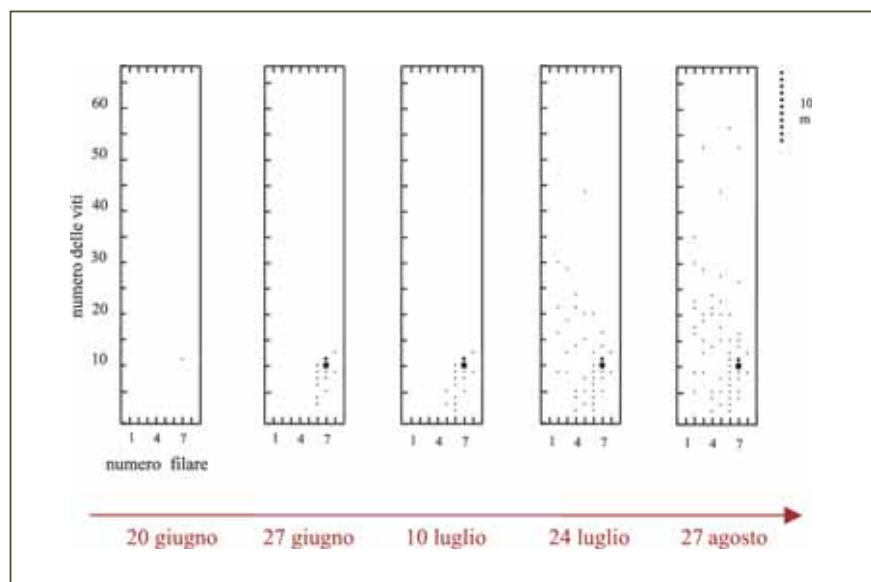 60
50
40
30
20
10
numero delle viti
1 4 7
1 4 7
1 4 7
1 4 7
1 4 7
numero filare
10
m
20 giugno 27 giugno 10 luglio 24 luglio 27 agosto